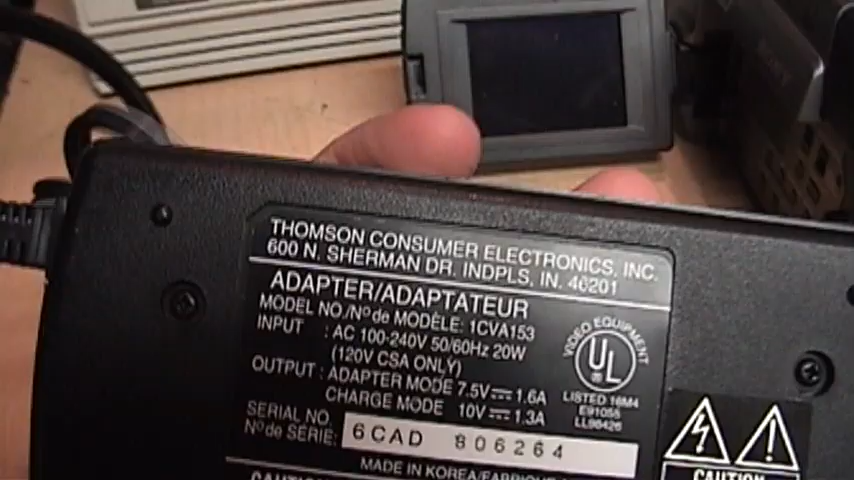 SONY
THOMSON CONSUMER ELECTRONICS, INC.
600 N. SHERMAN DR. INDPLS, IN. 46201
ADAPTER/ADAPTATEUR
MODEL NO./Nº de MODÈLE: 1CVA153
INPUT : AC 100-240V 50/60Hz 20W
(120V CSA ONLY)
OUTPUT : ADAPTER MODE 7.5V⎓1.6A
CHARGE MODE 10V⎓1.3A
SERIAL NO.
Nº de SÉRIE: 6CAD 806264
MADE IN KOREA/FABRIQUÉ
VIDEO EQUIPMENT
UL
LISTED 16M4
E91055
LL98426
CAUTION